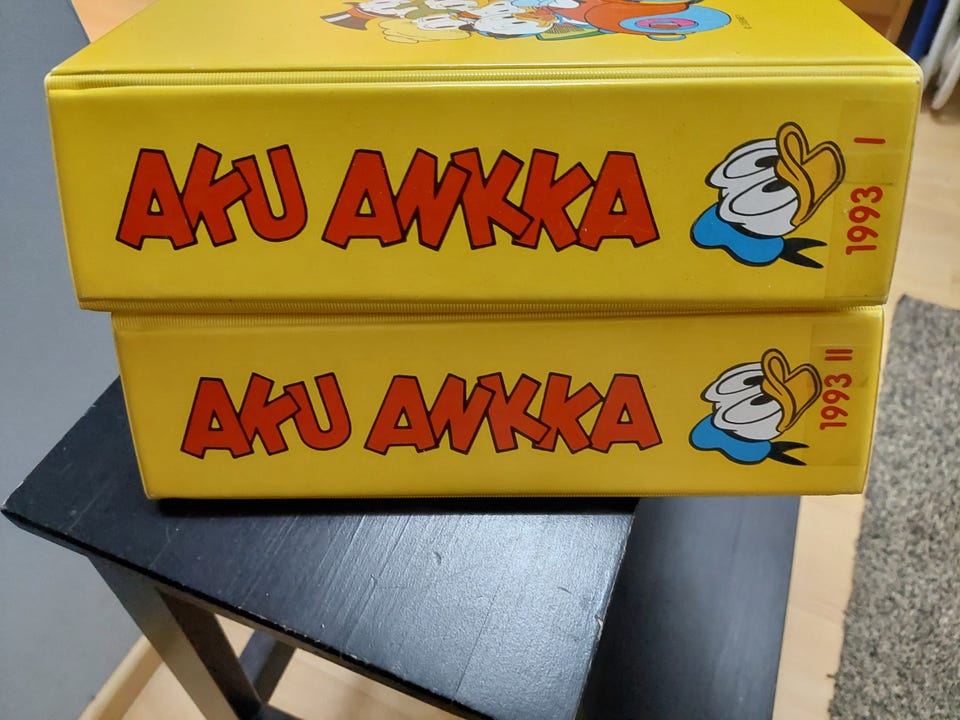 AKU ANKKA
1993 I
AKU ANKKA
1993 II